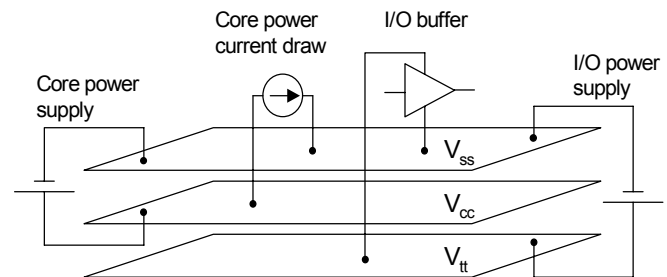 Core power
current draw
I/O buffer
Core power
supply
I/O power
supply
Vss
Vcc
Vtt